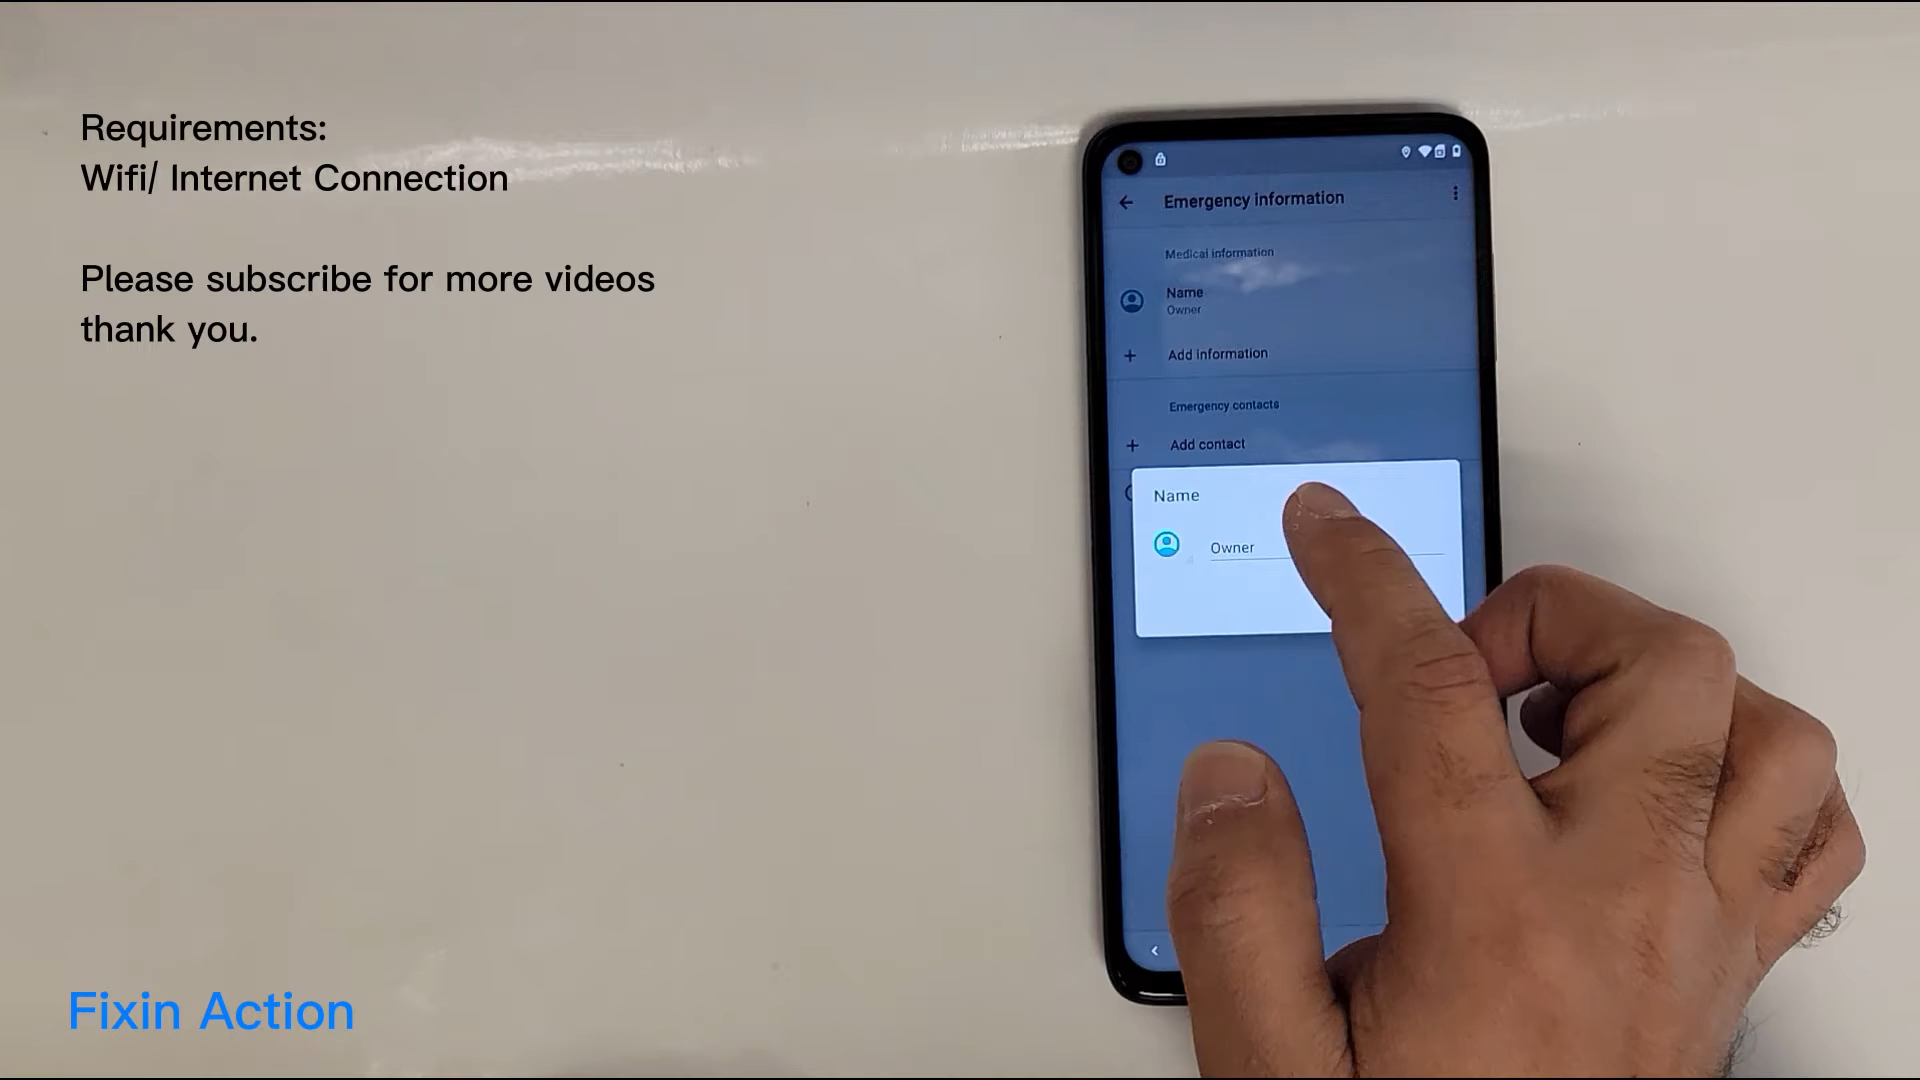 Requirements:
Wifi/ Internet Connection
Please subscribe for more videos
thank you.
Emergency information
Medical information
Name
Owner
Add information
Emergency contacts
Add contact
Name
Owner
Fixin Action